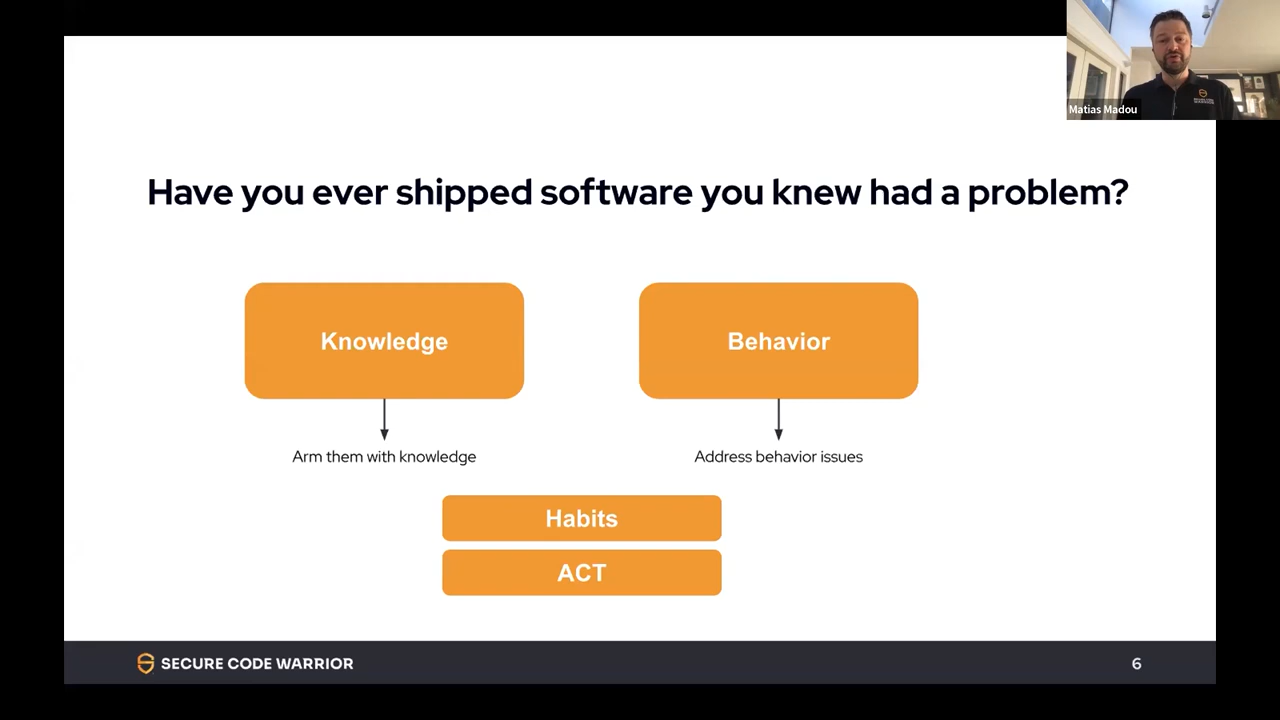 Matias Madou
Have you ever shipped software you knew had a problem?
Knowledge
Behavior
Arm them with knowledge
Address behavior issues
Habits
ACT
SECURE CODE WARRIOR
6